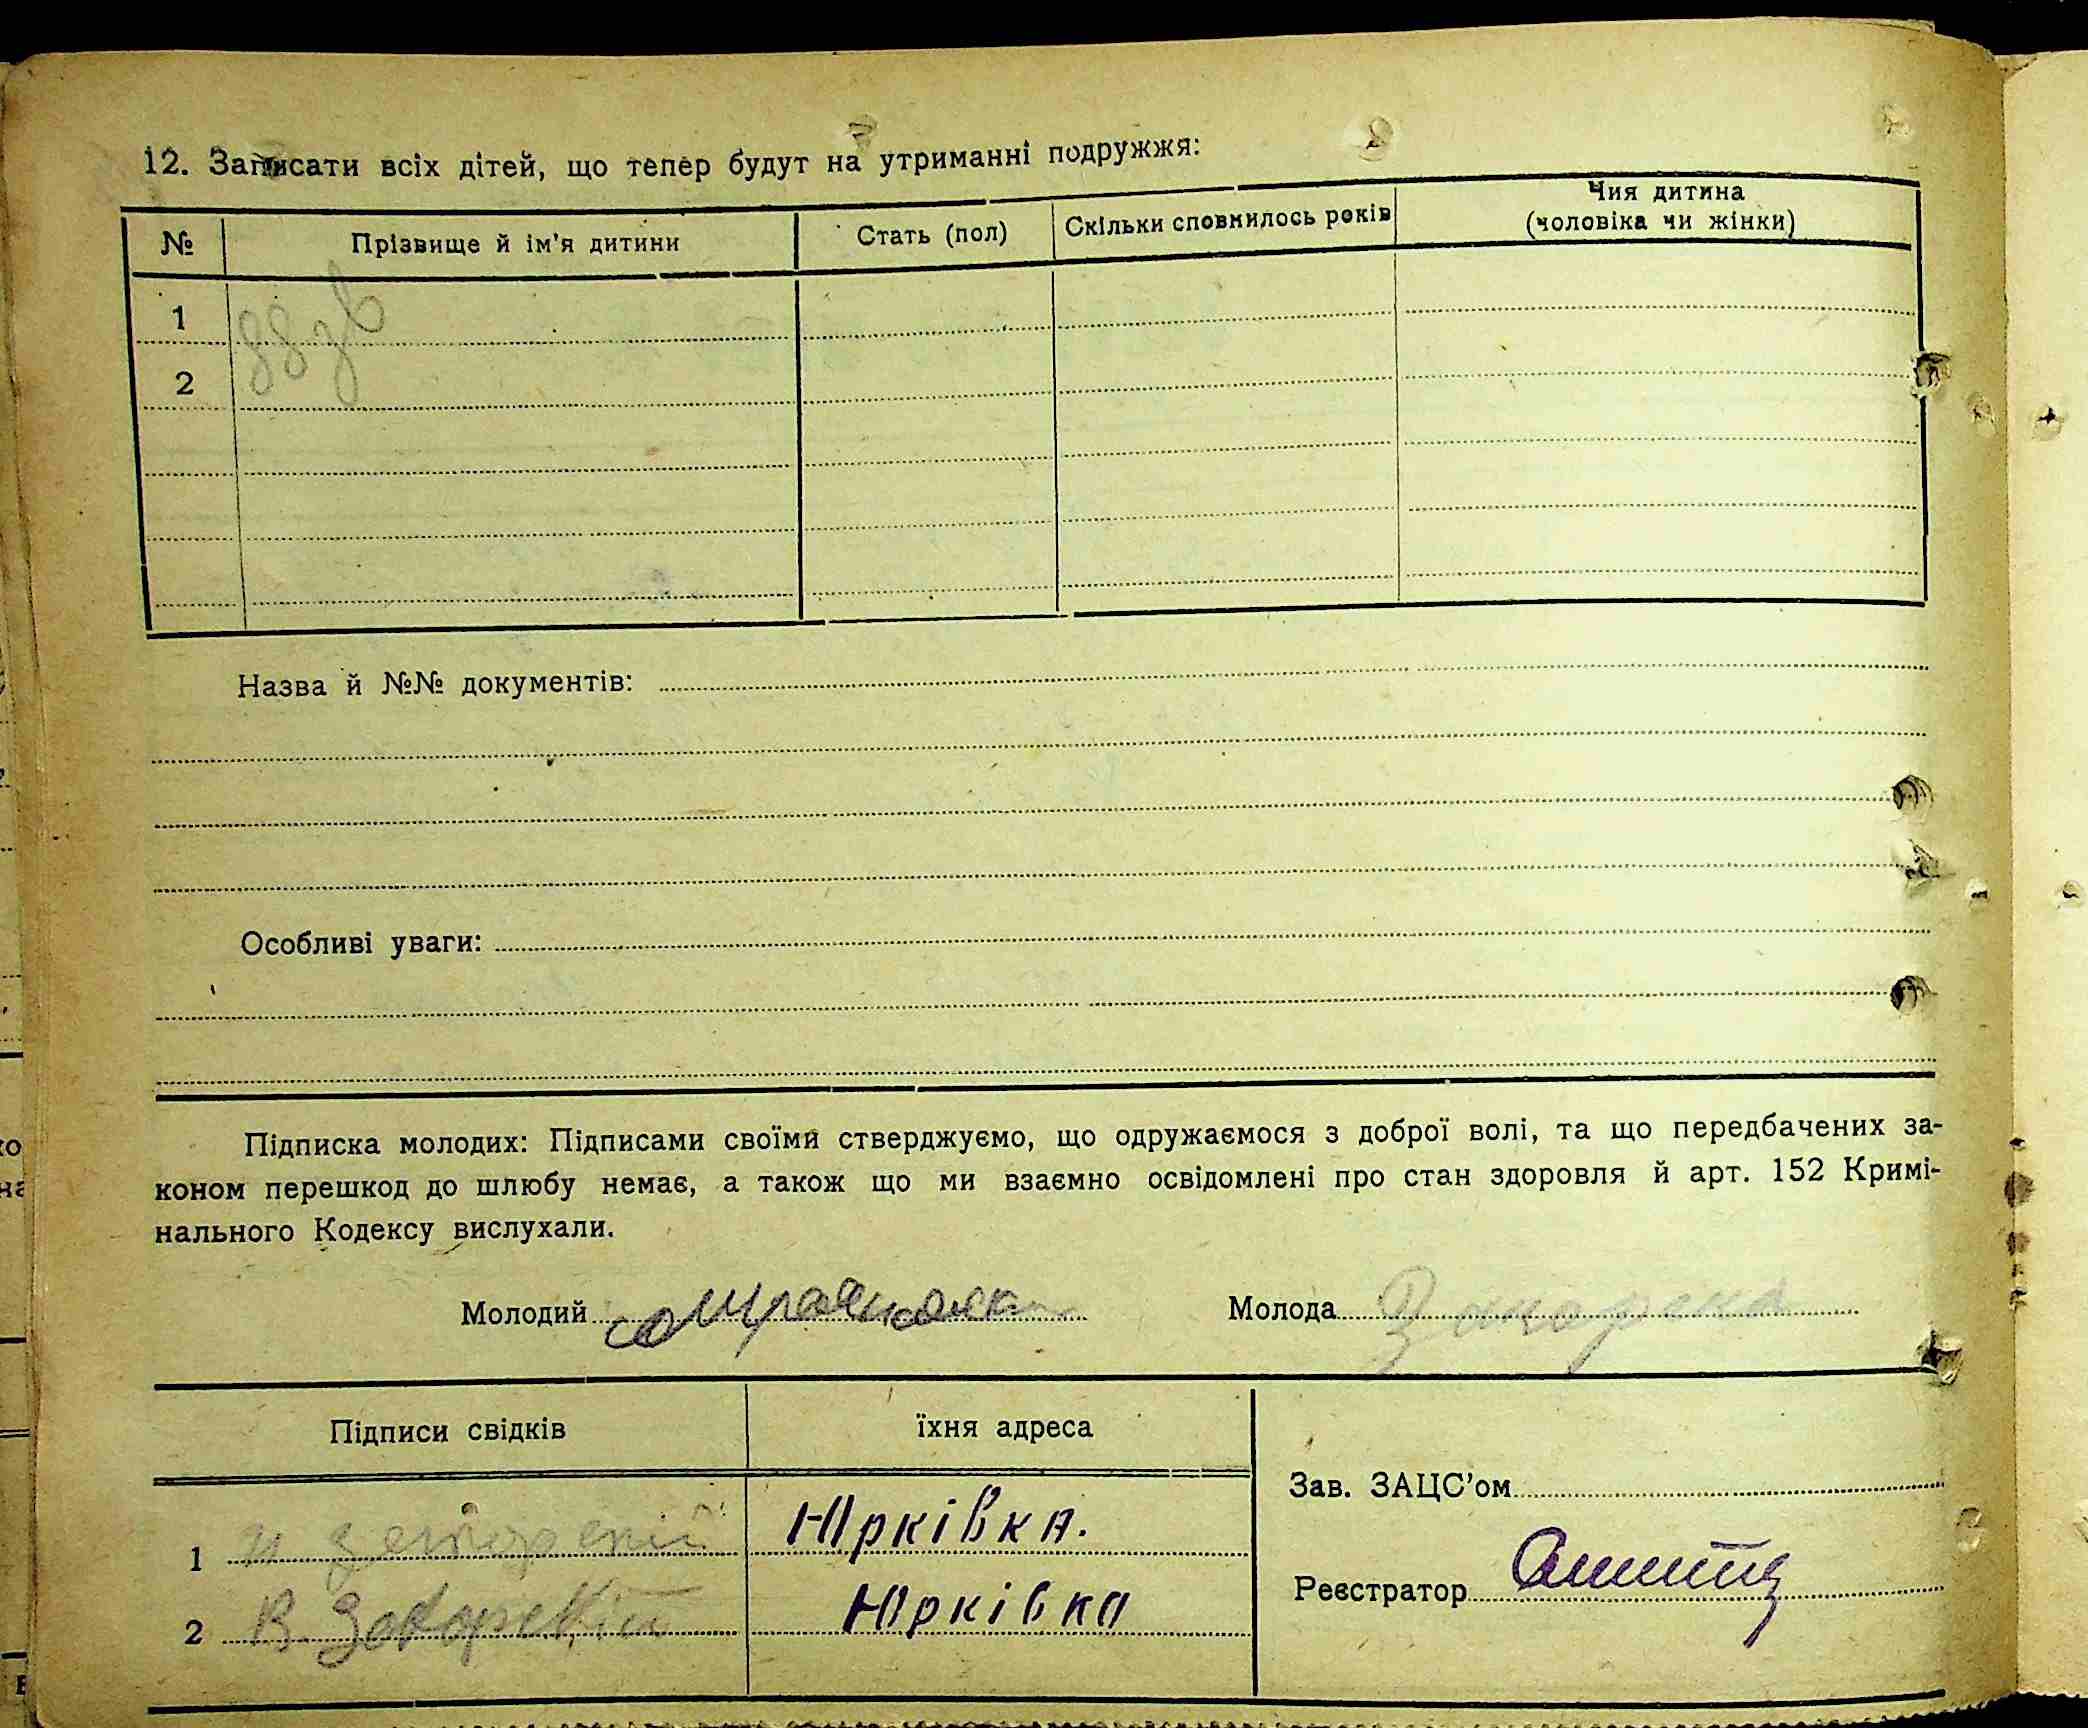 12. Записати всіх дітей, що тепер будут на утриманні подружжя:
№ Прізвище й ім'я дитини Стать (пол) Скільки сповнилось років Чия дитина
(чоловіка чи жінки)
1
2
Назва й №№ документів:
Особливі уваги:
Підписка молодих: Підписами своїми стверджуємо, що одружаємося з доброї волі, та що передбачених за-
коном перешкод до шлюбу немає, а також що ми взаємно освідомлені про стан здоровля й арт. 152 Кримі-
нального Кодексу вислухали.
Молодий Молода
Підписи свідків їхня адреса
Зав. ЗАЦС'ом
1 Юрківка.
Реєстратор
2 В. Заворскій Юрківка